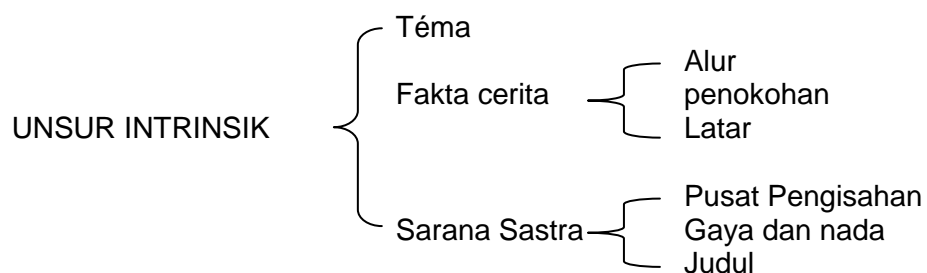 Téma
Alur
Fakta cerita
penokohan
UNSUR INTRINSIK
Latar
Pusat Pengisahan
Sarana Sastra
Gaya dan nada
Judul